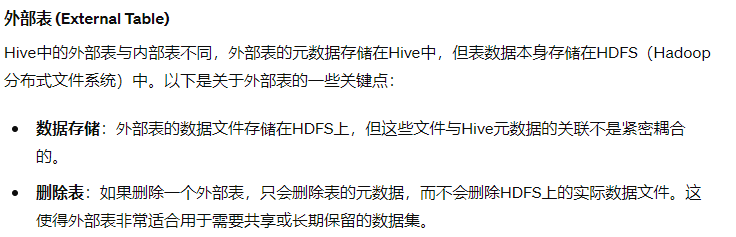 外部表 (External Table)
Hive中的外部表与内部表不同，外部表的元数据存储在Hive中，但表数据本身存储在HDFS（Hadoop
分布式文件系统）中。以下是关于外部表的一些关键点：
• 数据存储：外部表的数据文件存储在HDFS上，但这些文件与Hive元数据的关联不是紧密耦合
的。
• 删除表：如果删除一个外部表，只会删除表的元数据，而不会删除HDFS上的实际数据文件。这
使得外部表非常适合用于需要共享或长期保留的数据集。